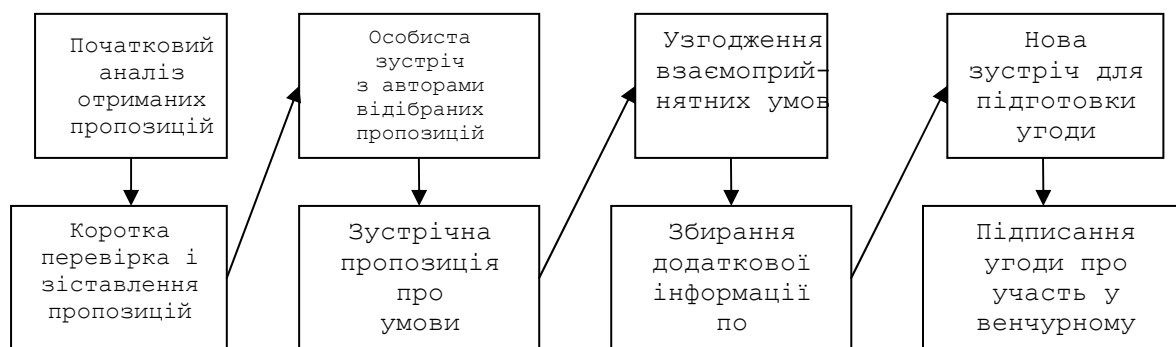 Початковий
аналіз
отриманих
пропозицій
Коротка
перевірка і
зіставлення
пропозицій
Особиста
зустріч
з авторами
відібраних
пропозицій
Зустрічна
пропозиція
про
умови
Узгодження
взаємоприй-
нятних умов
Збирання
додаткової
інформації
по
Нова
зустріч для
підготовки
угоди
Підписання
угоди про
участь у
венчурному